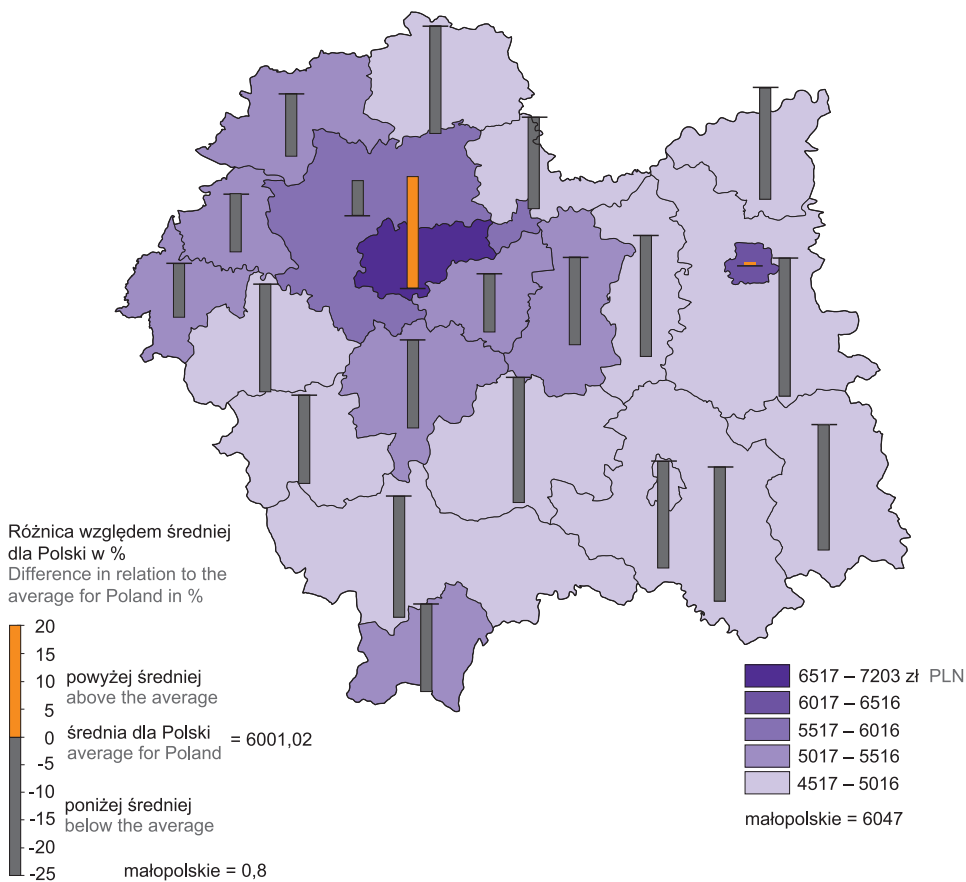 Różnica względem średniej
dla Polski w %
Difference in relation to the
average for Poland in %
20
15
10
5
0
-5
-10
-15
-20
-25
powyżej średniej
above the average
średnia dla Polski
average for Poland
= 6001,02
poniżej średniej
below the average
małopolskie = 0,8
6517 – 7203 zł PLN
6017 – 6516
5517 – 6016
5017 – 5516
4517 – 5016
małopolskie = 6047